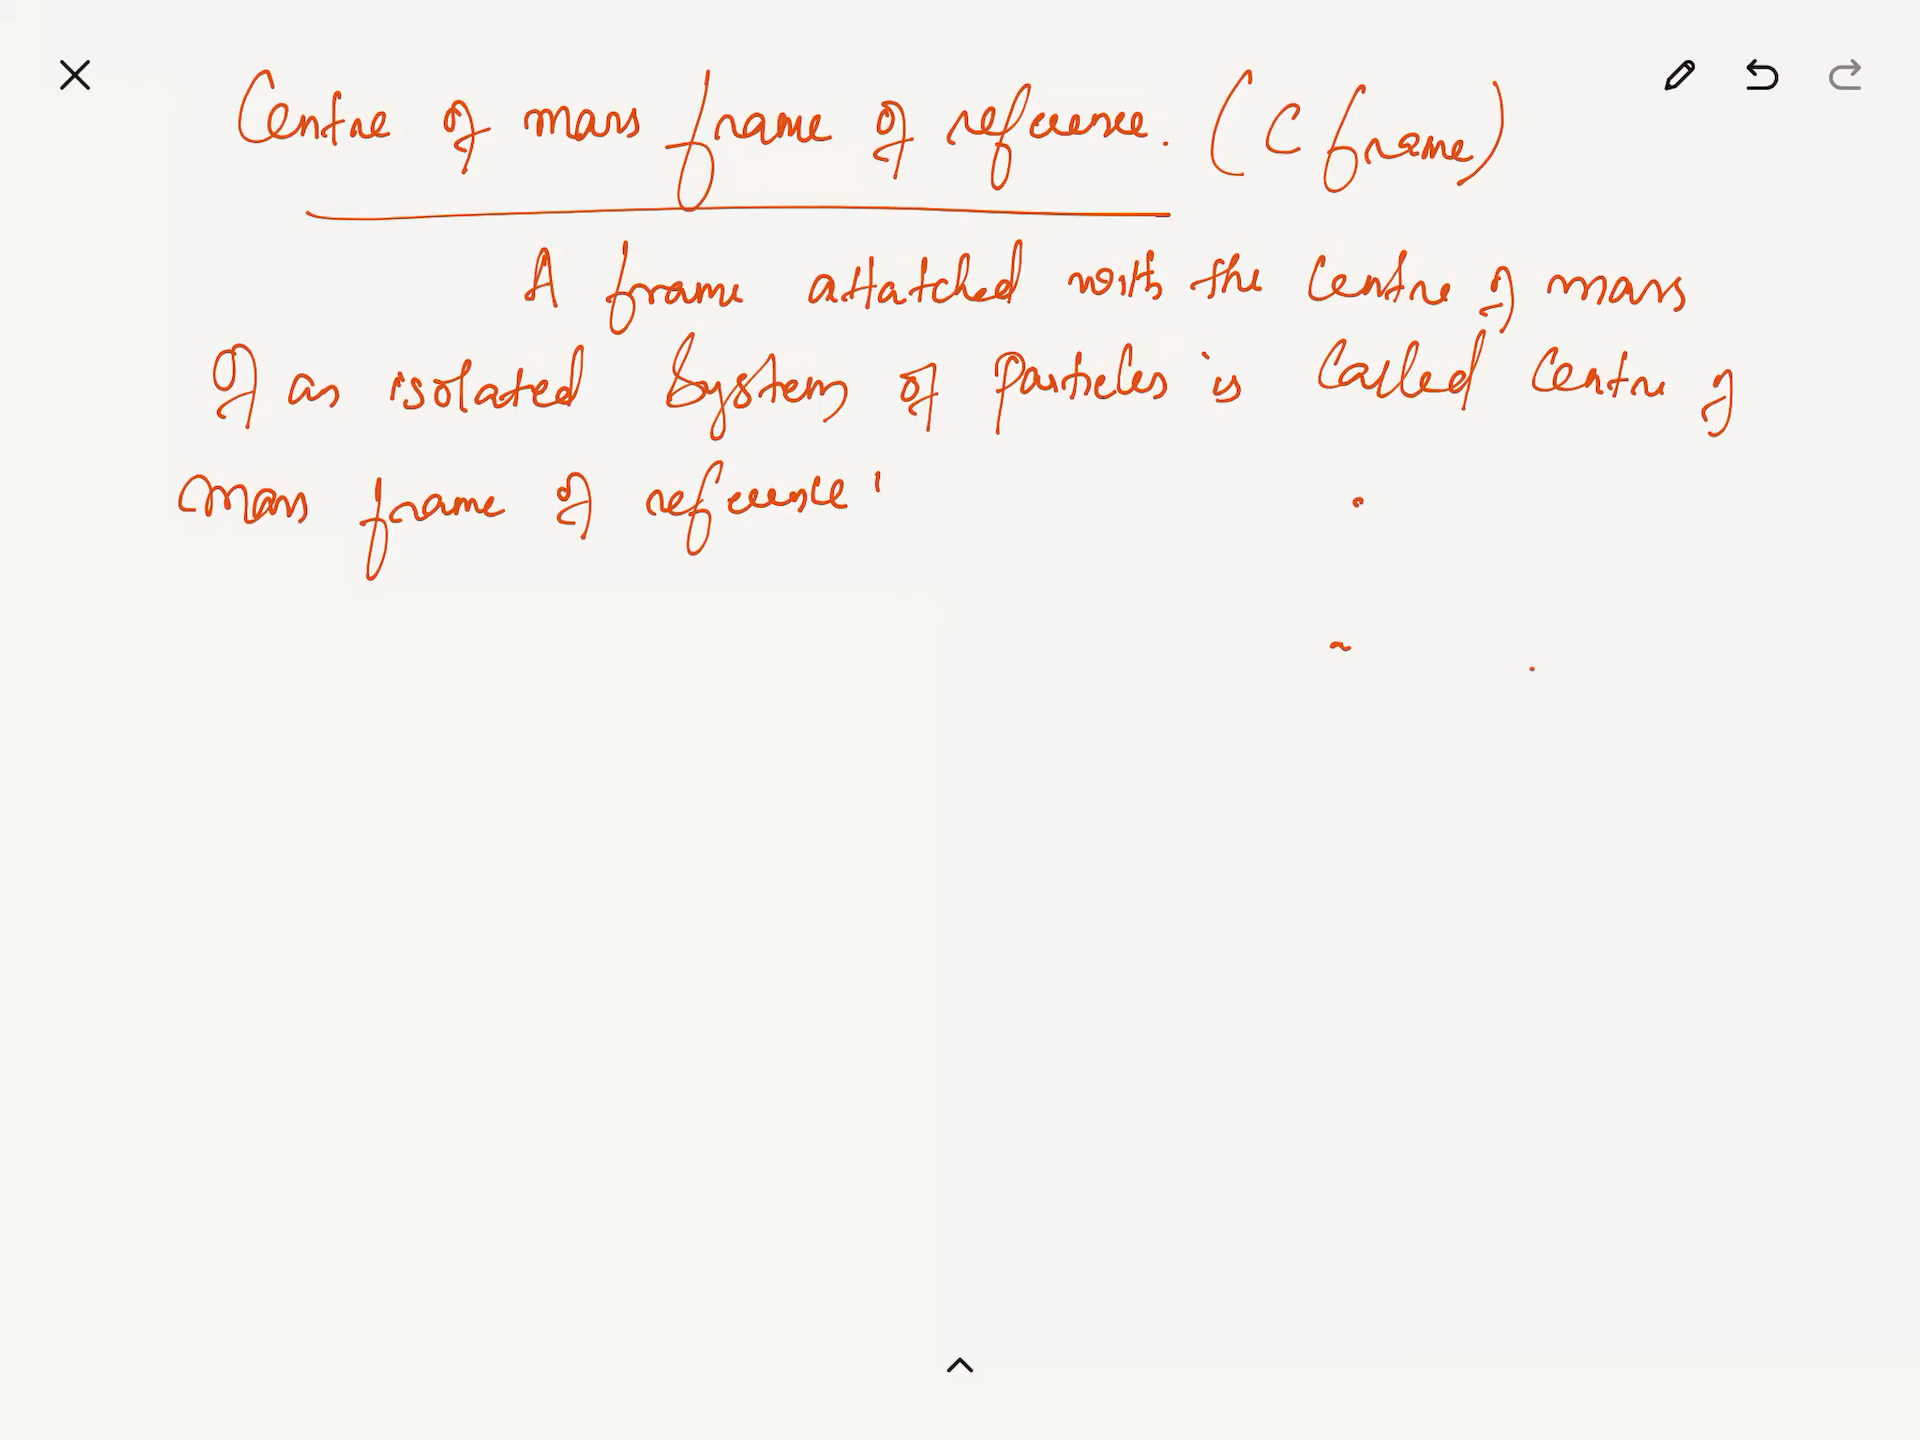 Centre of mass frame of reference. (C frame)
A frame attatched with the centre of mass
of an isolated system of particles is called centre of
mass frame of reference'